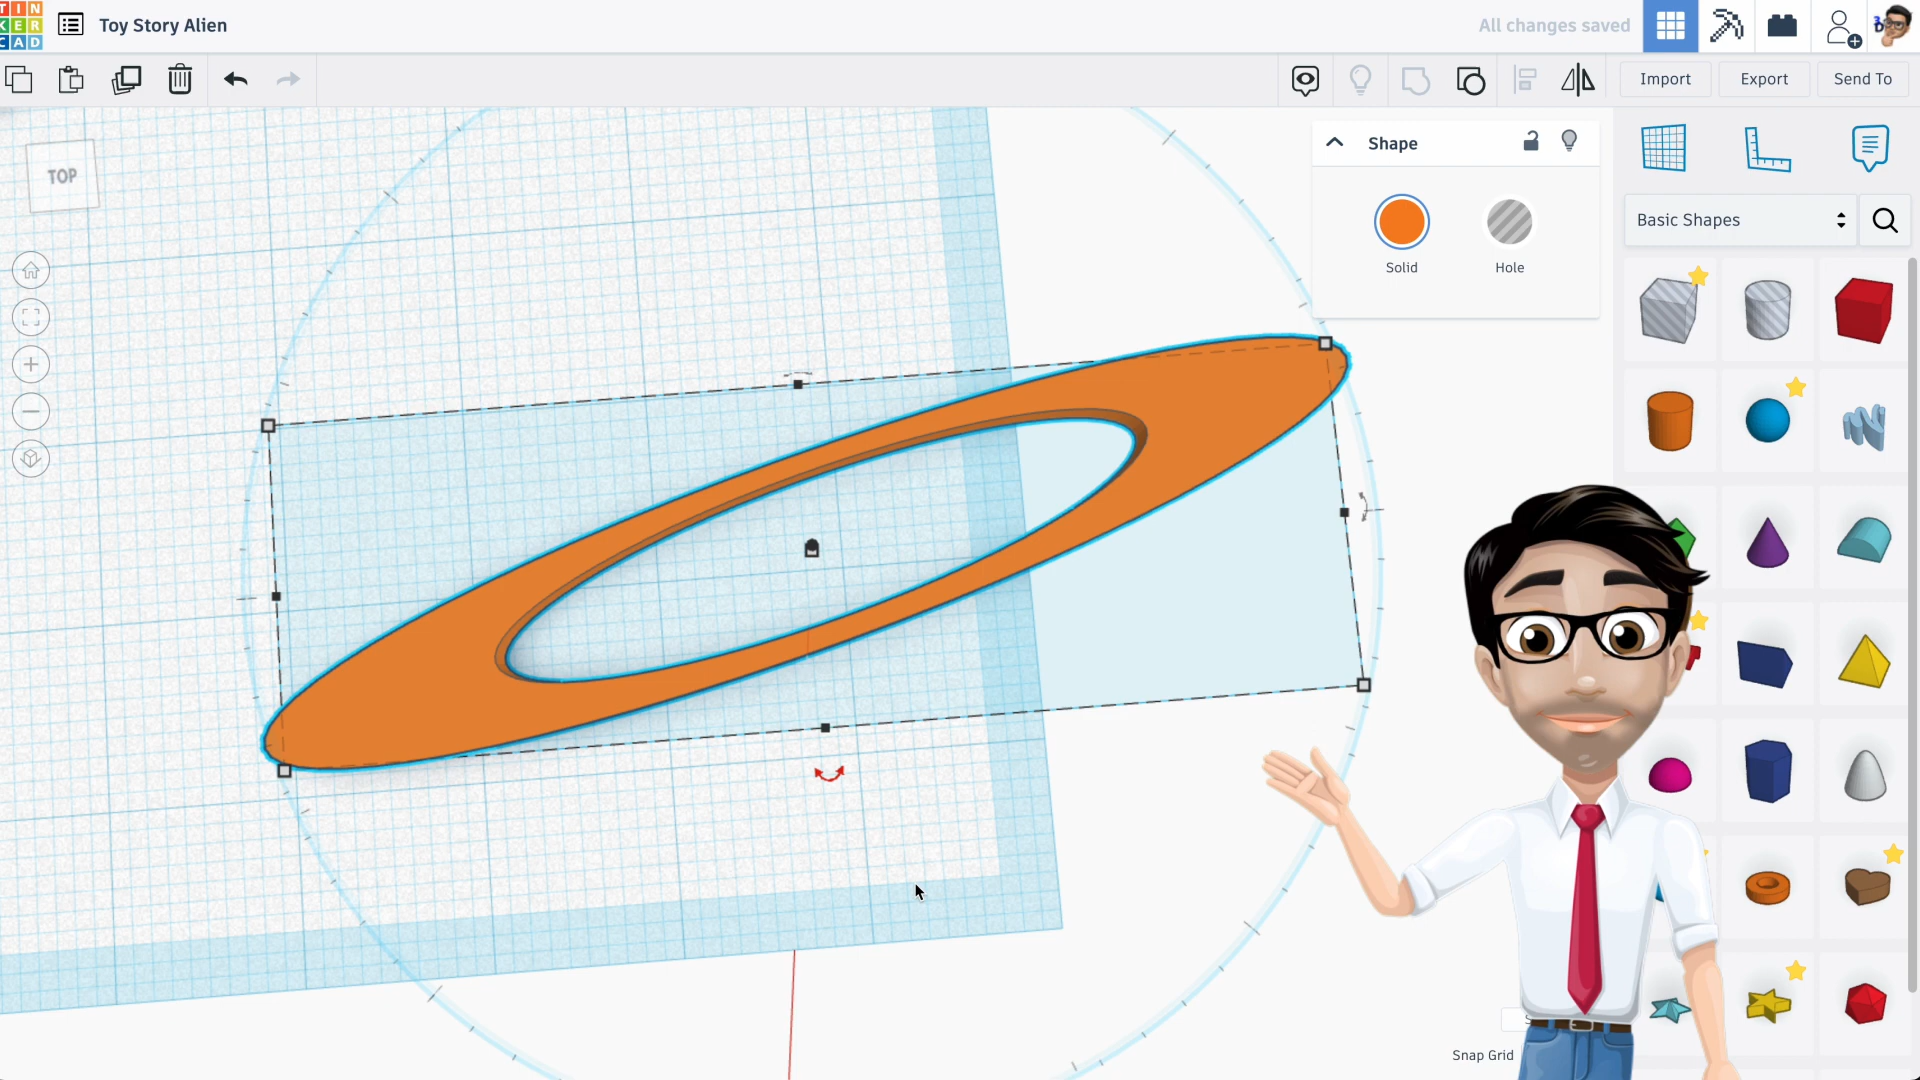 TIN
KER
CAD
Toy Story Alien
All changes saved
Import
Export
Send To
TOP
Shape
Solid
Hole
Basic Shapes
Snap Grid